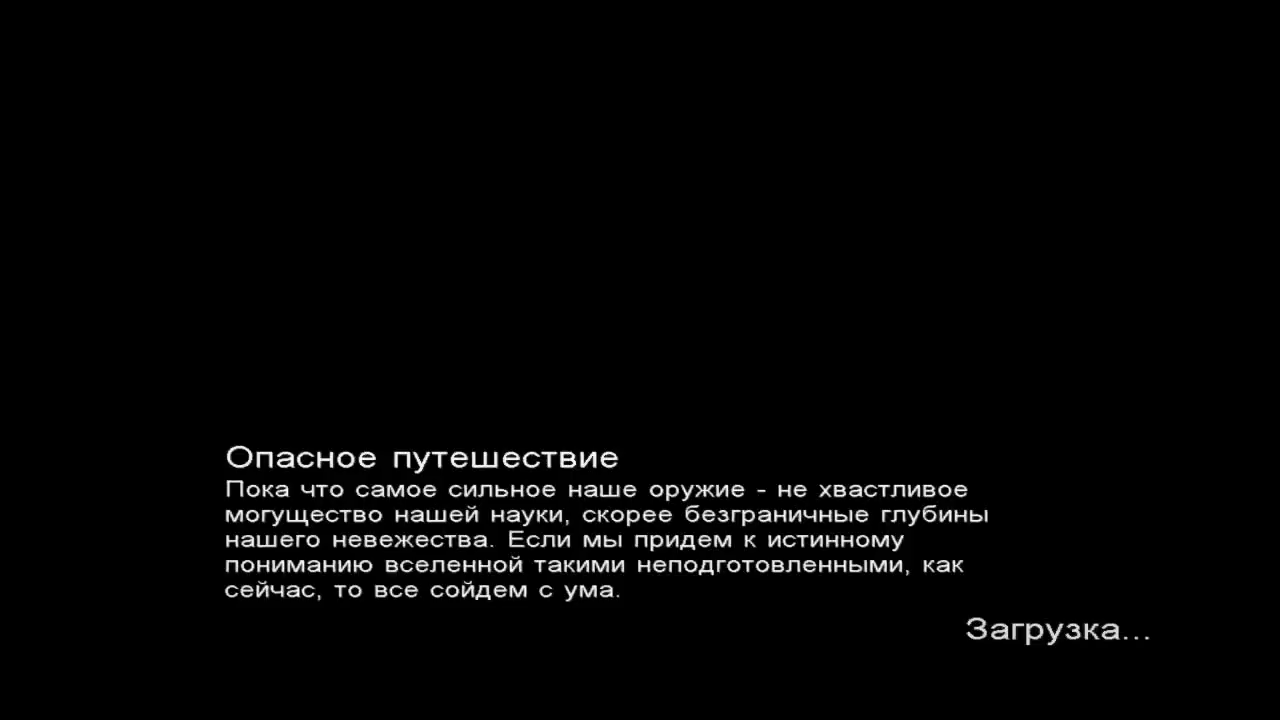 Опасное путешествие
Пока что самое сильное наше оружие - не хвастливое
могущество нашей науки, скорее безграничные глубины
нашего невежества. Если мы придем к истинному
пониманию вселенной такими неподготовленными, как
сейчас, то все сойдем с ума.
Загрузка...